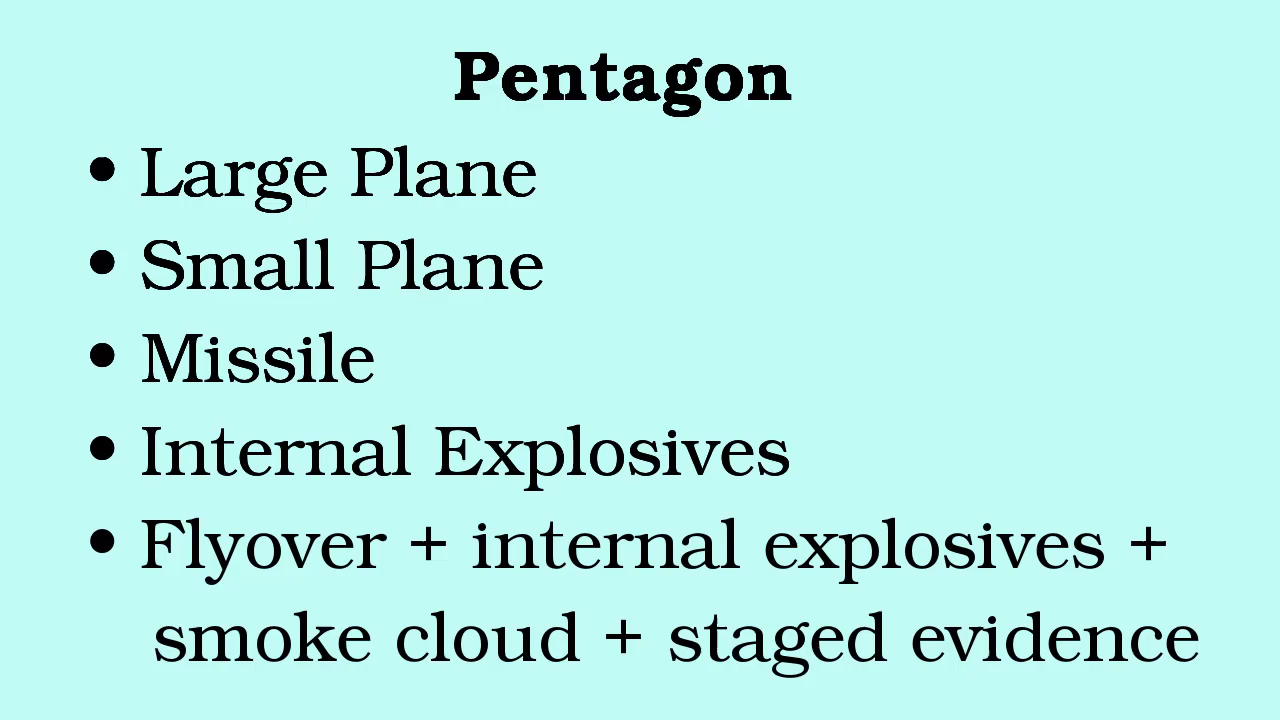 Pentagon
• Large Plane
• Small Plane
• Missile
• Internal Explosives
• Flyover + internal explosives +
smoke cloud + staged evidence